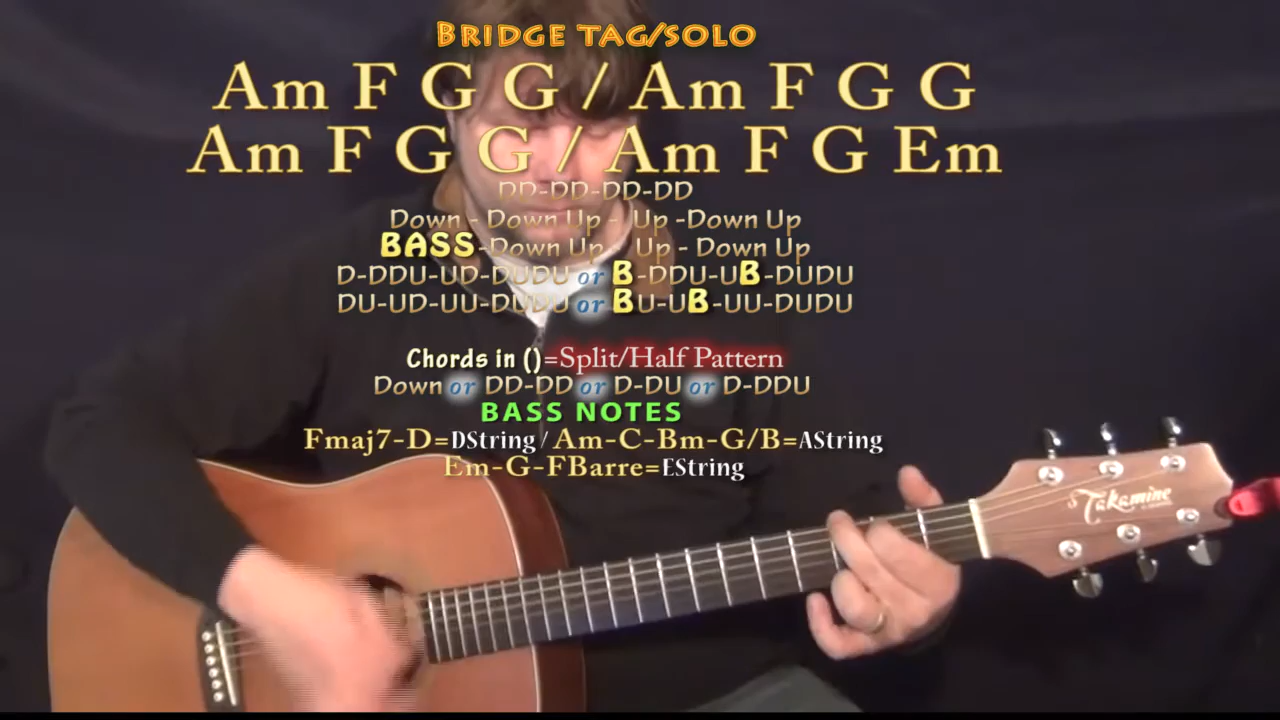 BRIDGE TAG/SOLO
Am F G G / Am F G G
Am F G G / Am F G Em
DD-DD-DD-DD
Down - Down Up - Up -Down Up
BASS-Down Up - Up - Down Up
D-DDU-UD-DUDU or B-DDU-UB-DUDU
DU-UD-UU-DUDU or BU-UB-UU-DUDU
Chords in ()=Split/Half Pattern
Down or DD-DD or D-DU or D-DDU
BASS NOTES
Fmaj7-D=DString / Am-C-Bm-G/B=AString
Em-G-FBarre=EString
Takamine